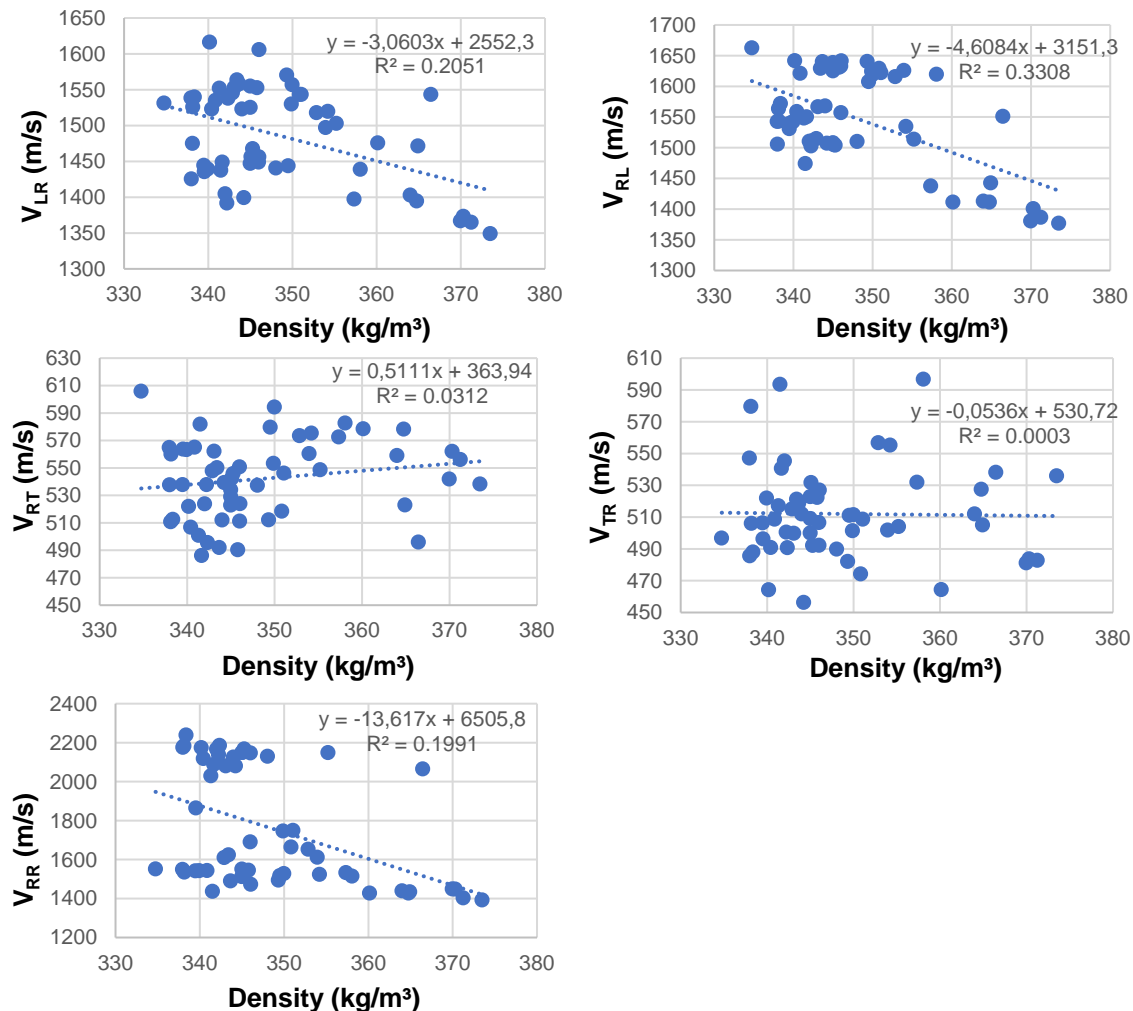 1650
1600
1550
1500
1450
1400
1350
1300
330 340 350 360 370 380
V_LR (m/s)
Density (kg/m³)
y = -3,0603x + 2552,3
R² = 0.2051
1700
1650
1600
1550
1500
1450
1400
1350
1300
330 340 350 360 370 380
V_RL (m/s)
Density (kg/m³)
y = -4,6084x + 3151,3
R² = 0.3308
630
610
590
570
550
530
510
490
470
450
330 340 350 360 370 380
V_RT (m/s)
Density (kg/m³)
y = 0,5111x + 363,94
R² = 0.0312
610
590
570
550
530
510
490
470
450
330 340 350 360 370 380
V_TR (m/s)
Density (kg/m³)
y = -0,0536x + 530,72
R² = 0.0003
2400
2200
2000
1800
1600
1400
1200
330 340 350 360 370 380
V_RR (m/s)
Density (kg/m³)
y = -13,617x + 6505,8
R² = 0.1991